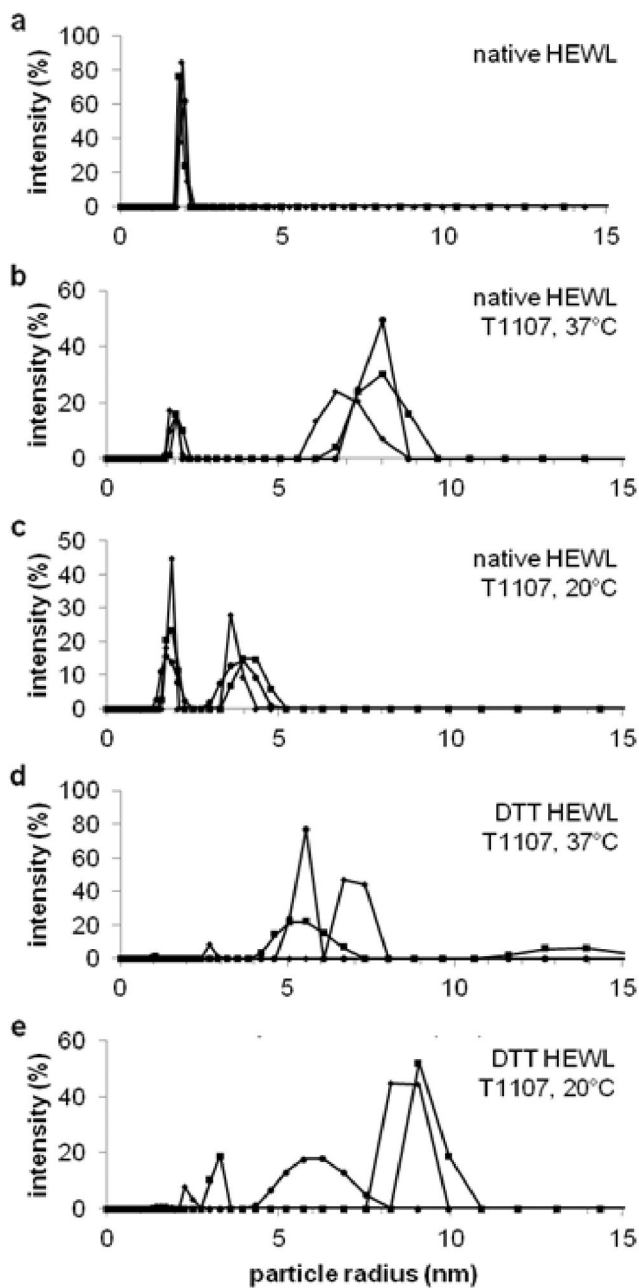 a
native HEWL
intensity (%)
100
80
60
40
20
0
0 5 10 15
b
native HEWL
T1107, 37°C
intensity (%)
60
40
20
0
0 5 10 15
c
native HEWL
T1107, 20°C
intensity (%)
50
40
30
20
10
0
0 5 10 15
d
DTT HEWL
T1107, 37°C
intensity (%)
100
80
60
40
20
0
0 5 10 15
e
DTT HEWL
T1107, 20°C
intensity (%)
60
40
20
0
0 5 10 15
particle radius (nm)